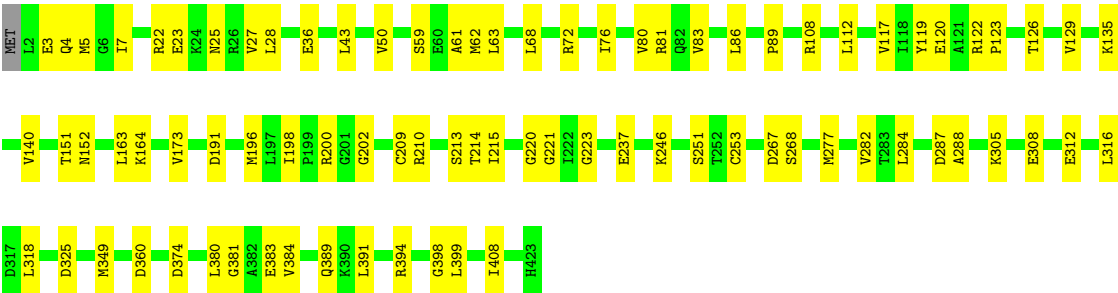 MET L2 E3 Q4 M5 G6 I7 R22 E23 K24 N25 R26 V27 L28 E36 L43 V50 S59 E60 A61 M62 L63 L68 R72 I76 V80 R81 Q82 V83 L86 P89 R108 L112 V117 I118 Y119 E120 A121 R122 P123 T126 V129 K135
V140 T151 N152 L163 K164 V173 D191 M196 L197 I198 P199 R200 G201 G202 C209 R210 S213 T214 I215 G220 G221 I222 G223 E237 K246 S251 T252 C253 D267 S268 M277 V282 T283 L284 D287 A288 K305 E308 E312 L316
D317 L318 D325 M349 D360 D374 L380 G381 A382 E383 V384 Q389 K390 L391 R394 G398 L399 I408 H423